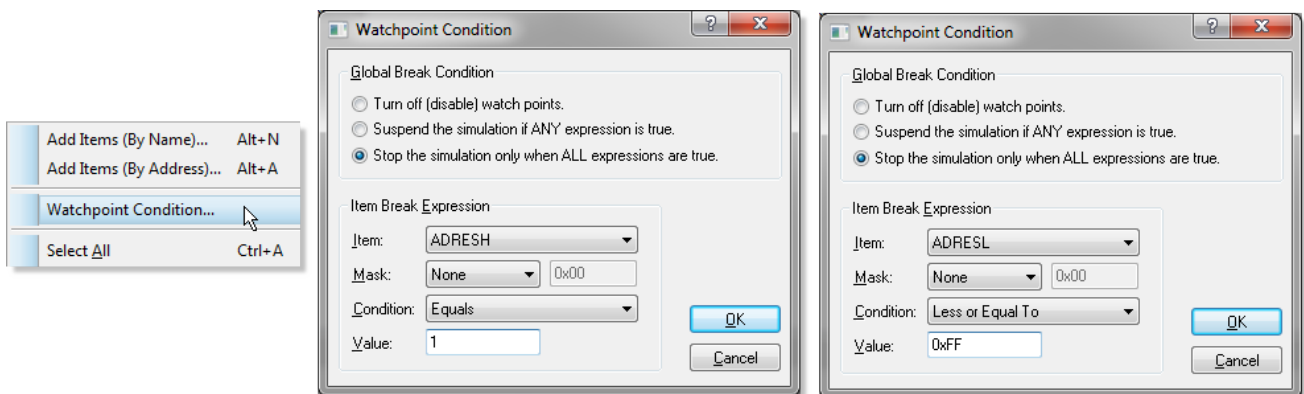 Add Items (By Name)... Alt+N
Add Items (By Address)... Alt+A
Watchpoint Condition...
Select All Ctrl+A
Watchpoint Condition
Global Break Condition
Turn off (disable) watch points.
Suspend the simulation if ANY expression is true.
Stop the simulation only when ALL expressions are true.
Item Break Expression
Item: ADRESH
Mask: None 0x00
Condition: Equals
Value: 1
OK
Cancel
Watchpoint Condition
Global Break Condition
Turn off (disable) watch points.
Suspend the simulation if ANY expression is true.
Stop the simulation only when ALL expressions are true.
Item Break Expression
Item: ADRESL
Mask: None 0x00
Condition: Less or Equal To
Value: 0xFF
OK
Cancel